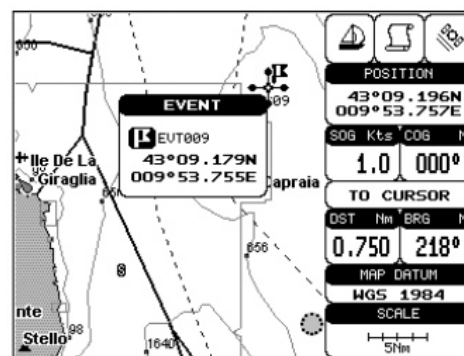 POSITION
43°09.196N
009°53.757E
SOG Kts COG
1.0 000°
TO CURSOR
DST Nm BRG
0.750 218°
MAP DATUM
WGS 1984
SCALE
5Nm
EVENT
EVT009
43°09.179N
009°53.755E
Ile De La
Giraglia
Capraia
656
98
1640
nte
Stello